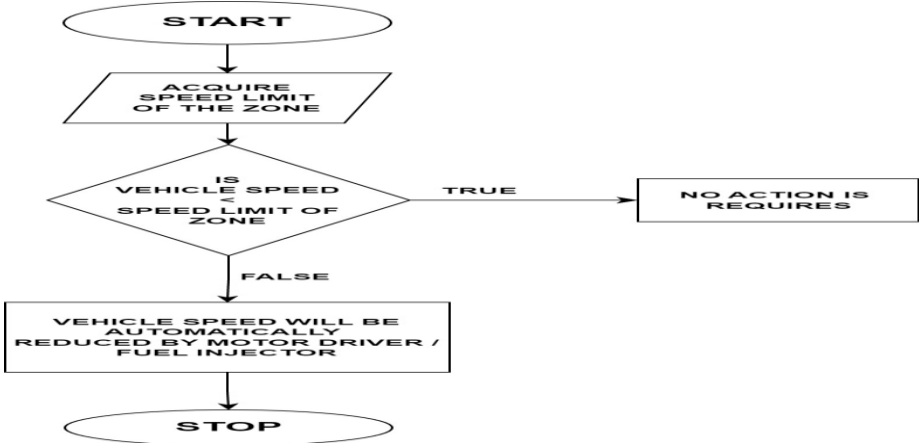 START
ACQUIRE
SPEED LIMIT
OF THE ZONE
IS
VEHICLE SPEED
<
SPEED LIMIT OF
ZONE
TRUE
NO ACTION IS
REQUIRES
FALSE
VEHICLE SPEED WILL BE
AUTOMATICALLY
REDUCED BY MOTOR DRIVER /
FUEL INJECTOR
STOP